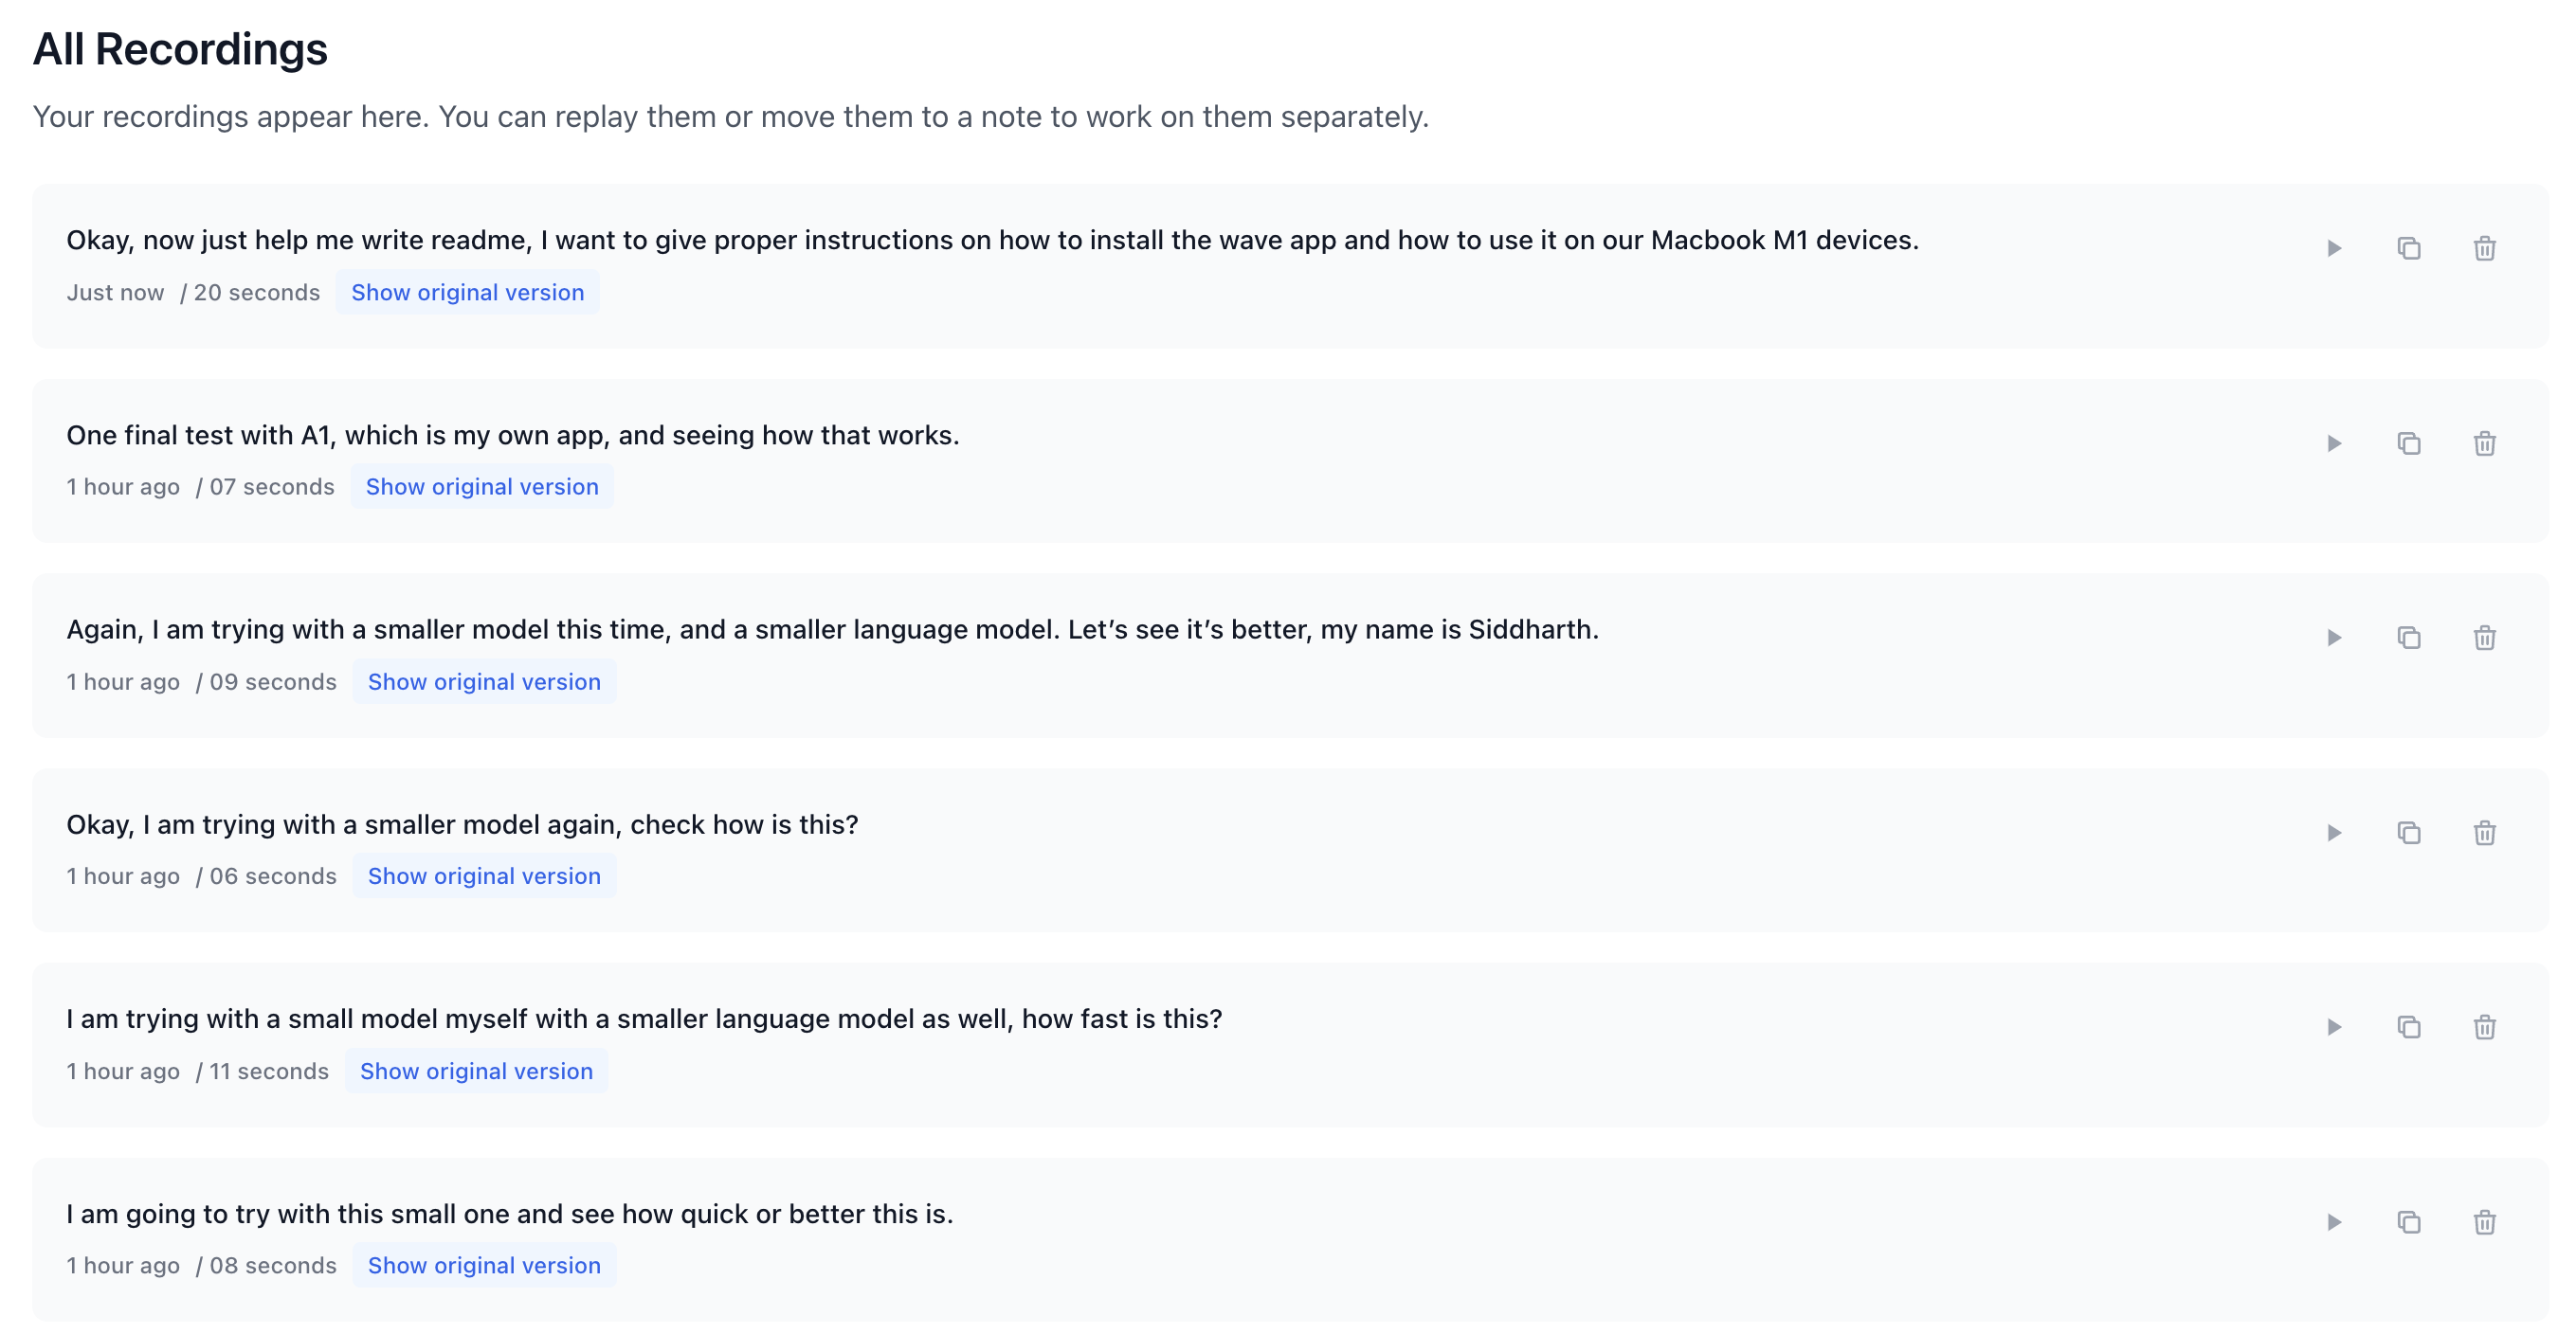 All Recordings
Your recordings appear here. You can replay them or move them to a note to work on them separately.
Okay, now just help me write readme, I want to give proper instructions on how to install the wave app and how to use it on our Macbook M1 devices.
Just now / 20 seconds Show original version
One final test with A1, which is my own app, and seeing how that works.
1 hour ago / 07 seconds Show original version
Again, I am trying with a smaller model this time, and a smaller language model. Let’s see it’s better, my name is Siddharth.
1 hour ago / 09 seconds Show original version
Okay, I am trying with a smaller model again, check how is this?
1 hour ago / 06 seconds Show original version
I am trying with a small model myself with a smaller language model as well, how fast is this?
1 hour ago / 11 seconds Show original version
I am going to try with this small one and see how quick or better this is.
1 hour ago / 08 seconds Show original version